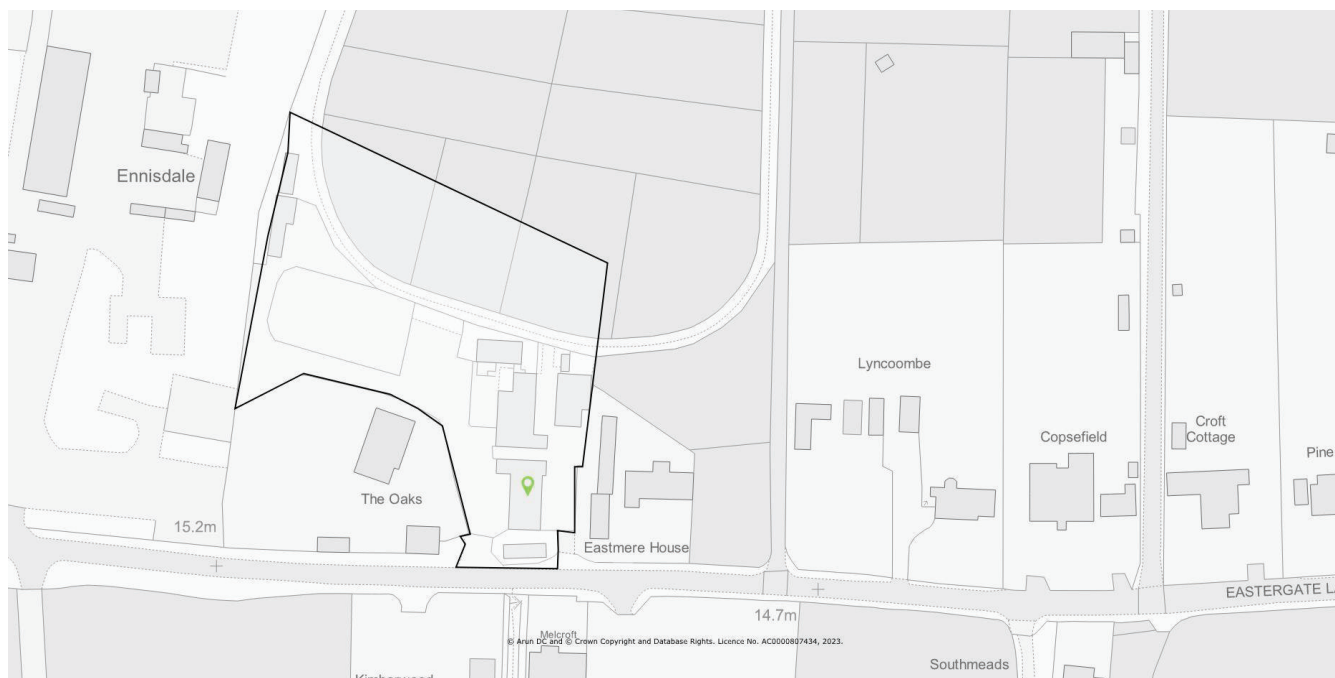 Ennisdale
Lyncoombe
Croft
Cottage
Copsefield
Pine
The Oaks
15.2m
Eastmere House
EASTERGATE L
14.7m
Melcroft
© Arun DC and © Crown Copyright and Database Rights. Licence No. AC0000807434, 2023.
Southmeads